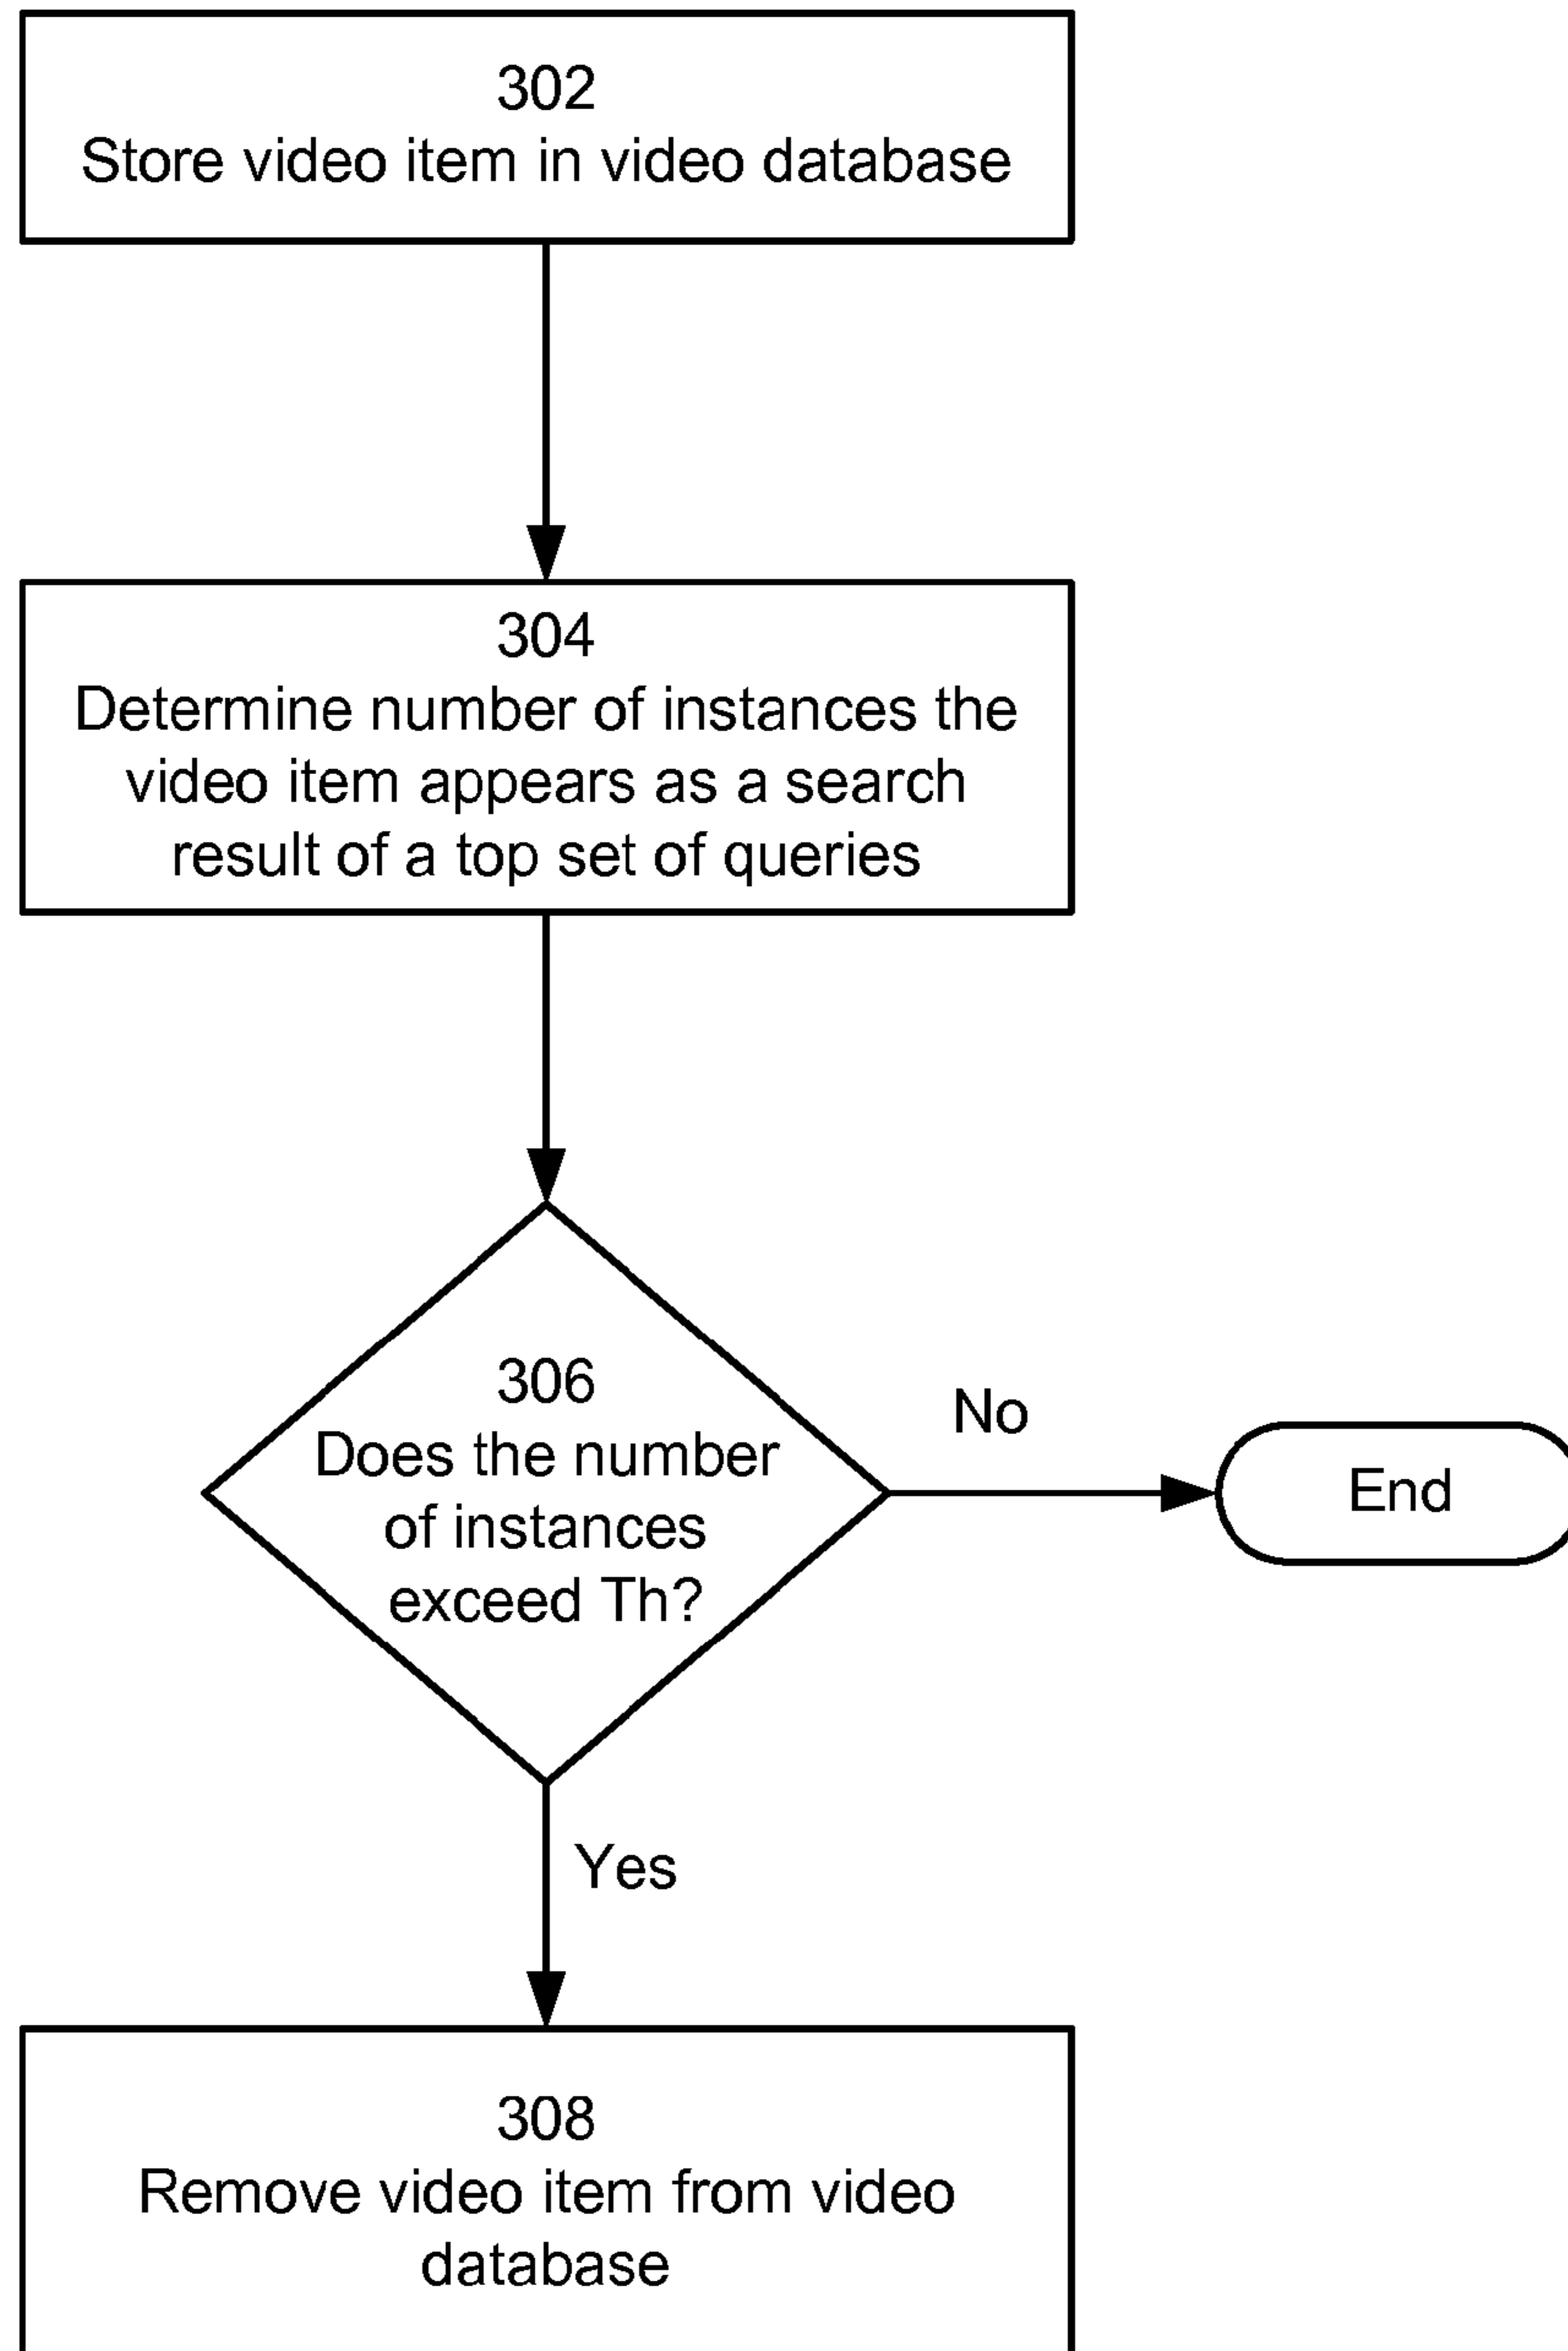 302
Store video item in video database
304
Determine number of instances the
video item appears as a search
result of a top set of queries
306
Does the number
of instances
exceed Th?
No
End
Yes
308
Remove video item from video
database